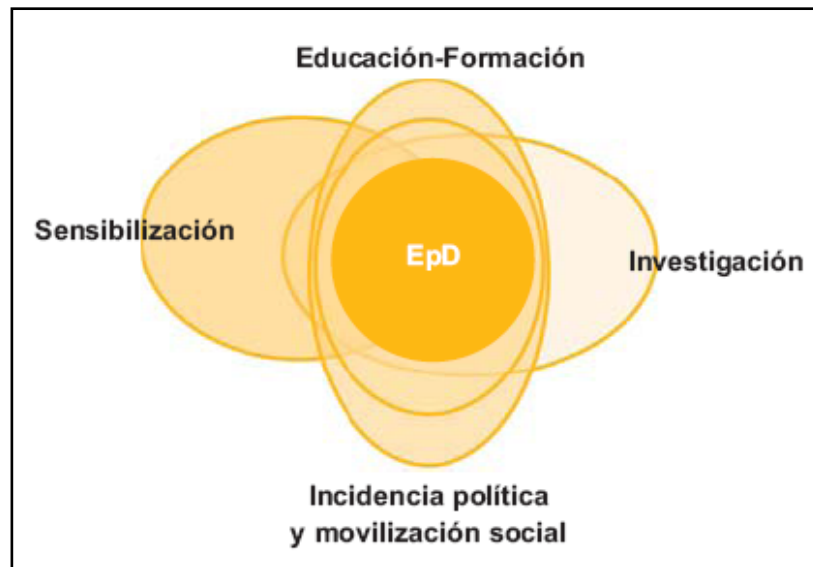 Educación-Formación
Sensibilización
EpD
Investigación
Incidencia política
y movilización social